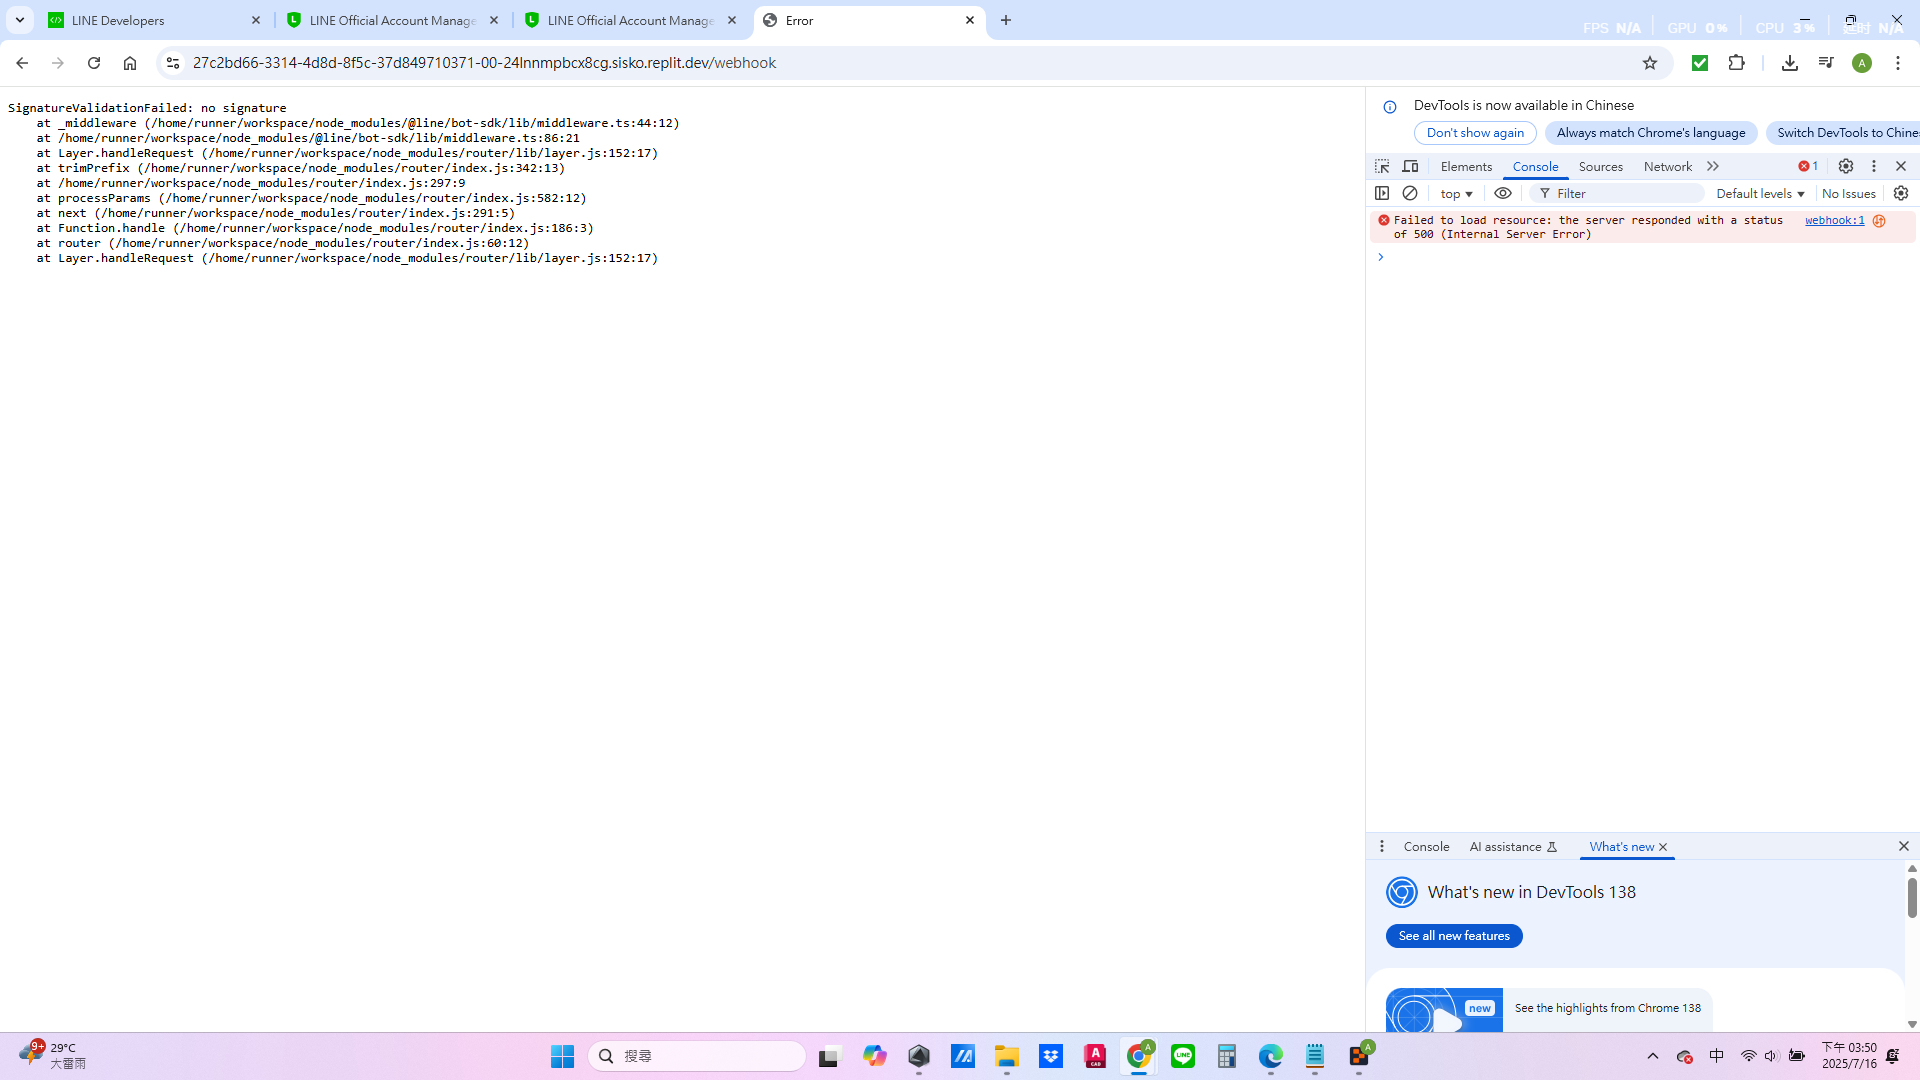 LINE Developers
LINE Official Account Manage
LINE Official Account Manage
Error
FPS N/A
GPU 0%
CPU 3%
延时 N/A
27c2bd66-3314-4d8d-8f5c-37d849710371-00-24lnnmpbcx8cg.sisko.replit.dev/webhook
A
SignatureValidationFailed: no signature
at _middleware (/home/runner/workspace/node_modules/@line/bot-sdk/lib/middleware.ts:44:12)
at /home/runner/workspace/node_modules/@line/bot-sdk/lib/middleware.ts:86:21
at Layer.handleRequest (/home/runner/workspace/node_modules/router/lib/layer.js:152:17)
at trimPrefix (/home/runner/workspace/node_modules/router/index.js:342:13)
at /home/runner/workspace/node_modules/router/index.js:297:9
at processParams (/home/runner/workspace/node_modules/router/index.js:582:12)
at next (/home/runner/workspace/node_modules/router/index.js:291:5)
at Function.handle (/home/runner/workspace/node_modules/router/index.js:186:3)
at router (/home/runner/workspace/node_modules/router/index.js:60:12)
at Layer.handleRequest (/home/runner/workspace/node_modules/router/lib/layer.js:152:17)
DevTools is now available in Chinese
Don't show again
Always match Chrome's language
Switch DevTools to Chine
Elements
Console
Sources
Network
1
top
Filter
Default levels
No Issues
Failed to load resource: the server responded with a status
webhook:1
of 500 (Internal Server Error)
Console
AI assistance
What's new
What's new in DevTools 138
See all new features
new
See the highlights from Chrome 138
9+
29°C
大雷雨
搜尋
A
CAD
A
LINE
A
中
下午 03:50
2025/7/16